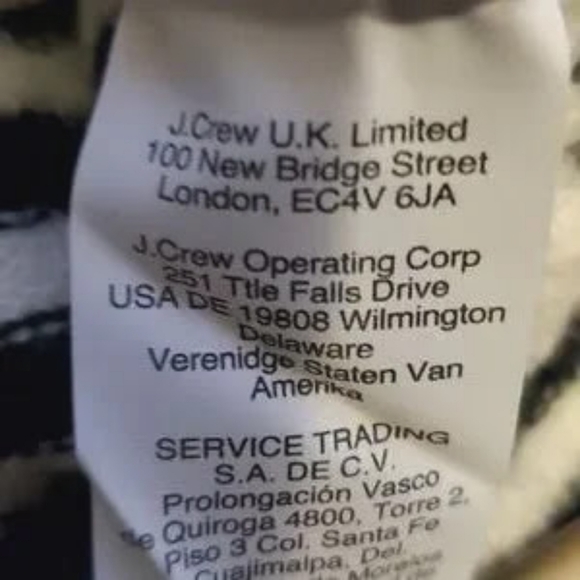 J.Crew U.K. Limited
100 New Bridge Street
London, EC4V 6JA
J.Crew Operating Corp
251 Ttle Falls Drive
USA DE 19808 Wilmington
Delaware
Verenidge Staten Van
Amerika
SERVICE TRADING
S.A. DE C.V.
Prolongación Vasco
de Quiroga 4800, Torre 2,
Piso 3 Col. Santa Fe
Cuajimalpa, Del.
Morelos